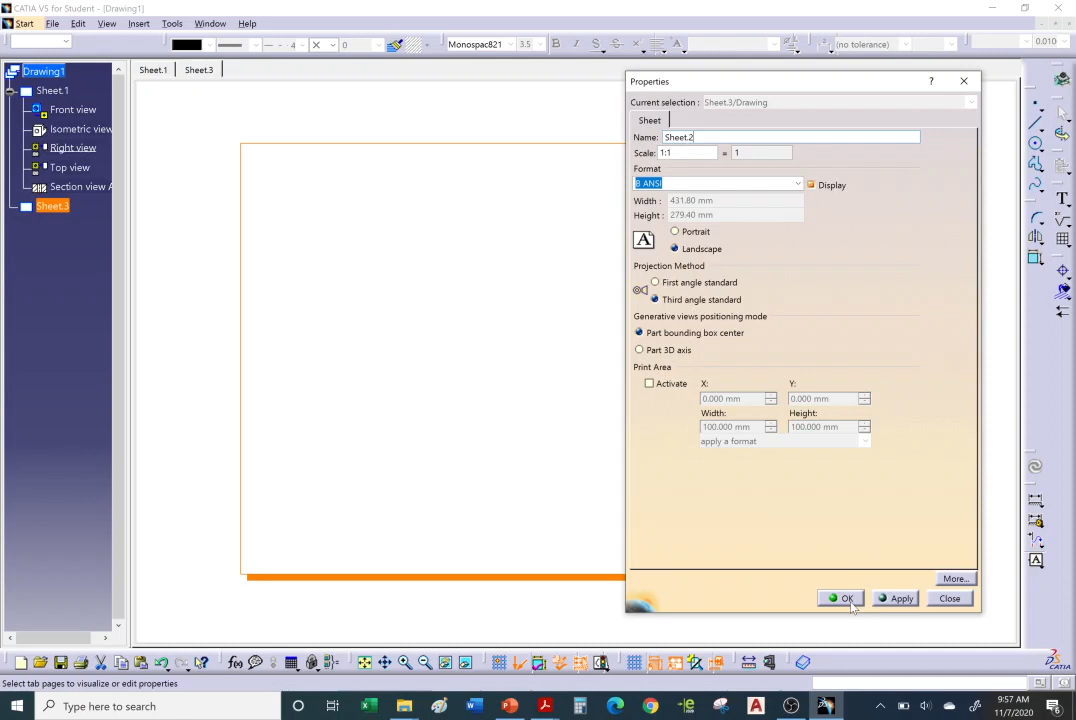 CATIA V5 for Student - [Drawing1]
Start File Edit View Insert Tools Window Help
4 0 Monospac821 3.5 B I S S A (no tolerance) 0.010
Drawing1
Sheet.1
Front view
Isometric view
Right view
Top view
Section view A
Sheet.3
Sheet.1 Sheet.3
Properties ?
Current selection : Sheet.3/Drawing
Sheet
Name: Sheet.2
Scale: 1:1 = 1
Format
B ANSI Display
Width : 431.80 mm
Height : 279.40 mm
A Portrait
Landscape
Projection Method
First angle standard
Third angle standard
Generative views positioning mode
Part bounding box center
Part 3D axis
Print Area
Activate X: Y:
0.000 mm 0.000 mm
Width: Height:
100.000 mm 100.000 mm
apply a format
More...
OK Apply Close
Select tab pages to visualize or edit properties
CATIA
Type here to search
9:57 AM
11/7/2020